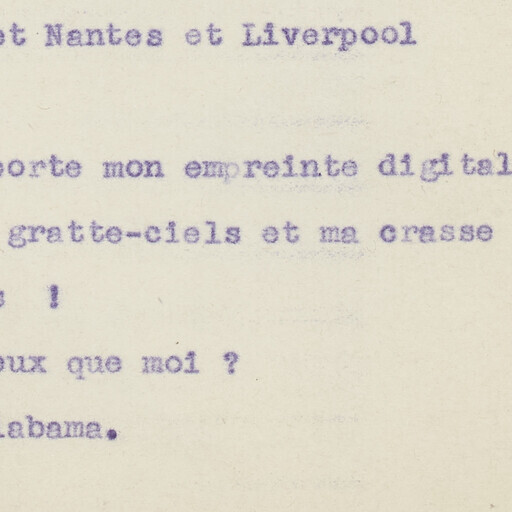 et Nantes et Liverpool
porte mon empreinte digital
gratte-ciels et ma crasse
s !
eux que moi ?
labama.